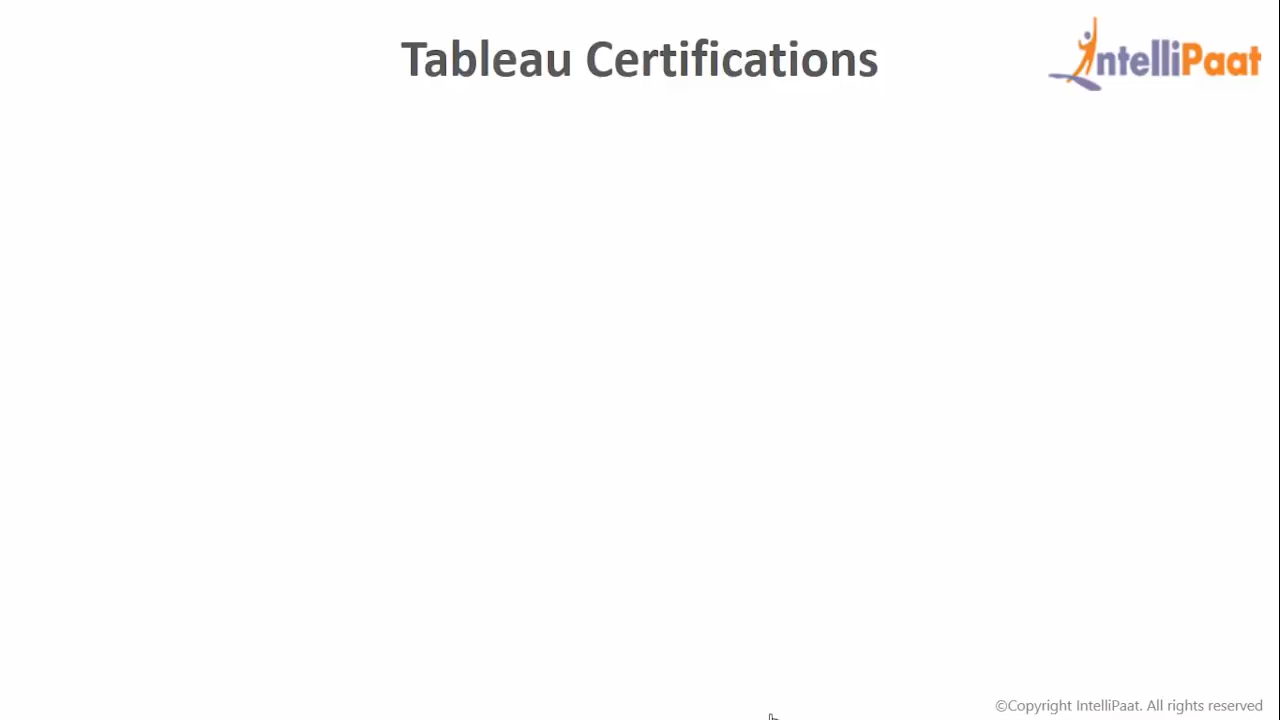 Tableau Certifications
IntelliPaat
©Copyright IntelliPaat. All rights reserved